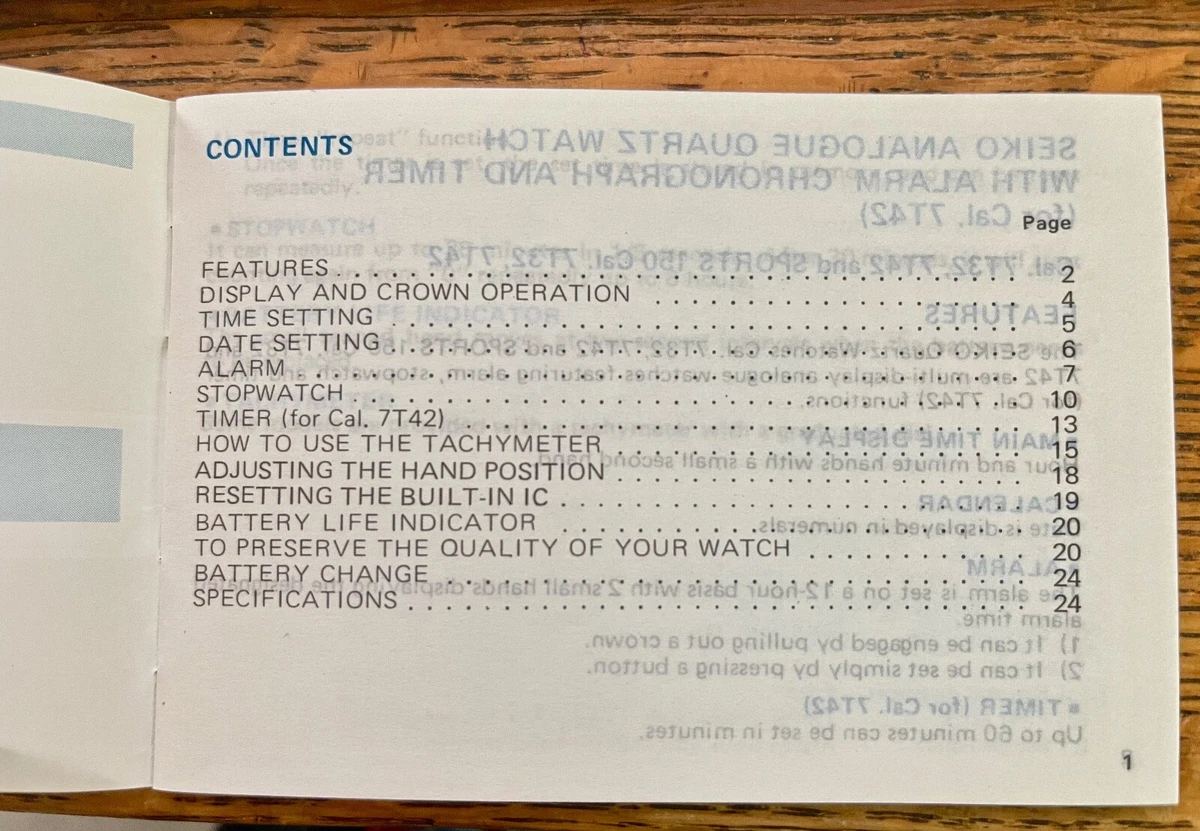 CONTENTS
Page
FEATURES . . . . . . . . . . . . . . . . . . . . . . . . . . . . . . . . . . . . . . 2
DISPLAY AND CROWN OPERATION . . . . . . . . . . . . . . . . . . . . 4
TIME SETTING . . . . . . . . . . . . . . . . . . . . . . . . . . . . . . . . . . . 5
DATE SETTING . . . . . . . . . . . . . . . . . . . . . . . . . . . . . . . . . . . 6
ALARM . . . . . . . . . . . . . . . . . . . . . . . . . . . . . . . . . . . . . . . . 7
STOPWATCH . . . . . . . . . . . . . . . . . . . . . . . . . . . . . . . . . . . . 10
TIMER (for Cal. 7T42) . . . . . . . . . . . . . . . . . . . . . . . . . . . . . . 13
HOW TO USE THE TACHYMETER . . . . . . . . . . . . . . . . . . . . . . 15
ADJUSTING THE HAND POSITION . . . . . . . . . . . . . . . . . . . . . . 18
RESETTING THE BUILT-IN IC . . . . . . . . . . . . . . . . . . . . . . . . . 19
BATTERY LIFE INDICATOR . . . . . . . . . . . . . . . . . . . . . . . . . . 20
TO PRESERVE THE QUALITY OF YOUR WATCH . . . . . . . . . . . . 20
BATTERY CHANGE . . . . . . . . . . . . . . . . . . . . . . . . . . . . . . . . 24
SPECIFICATIONS . . . . . . . . . . . . . . . . . . . . . . . . . . . . . . . . . 24
1